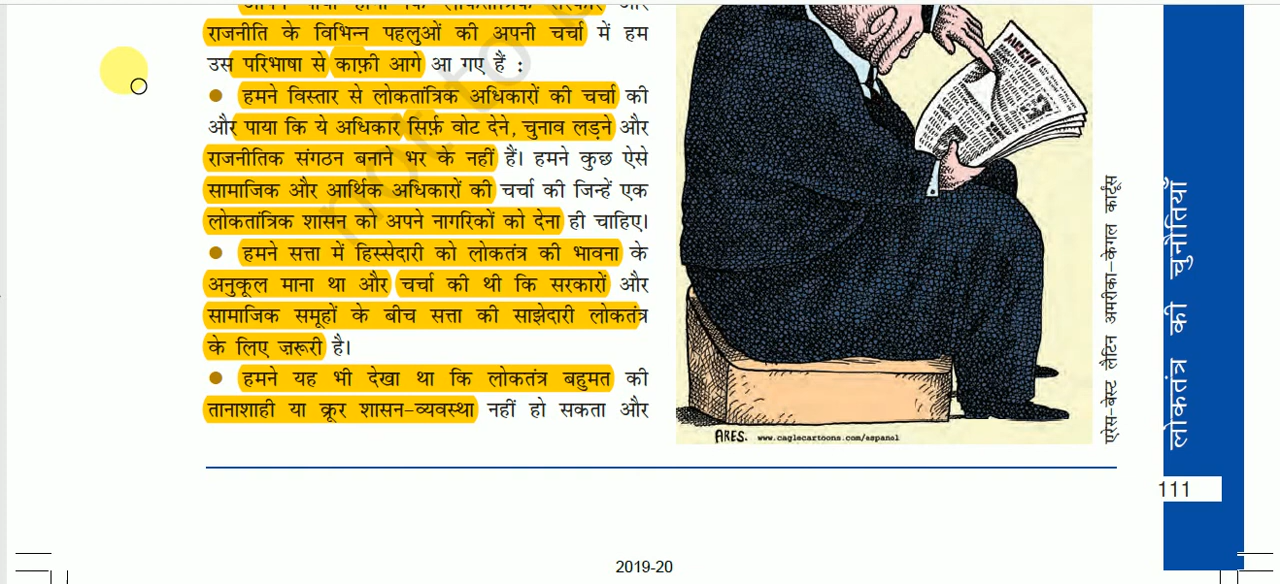 राजनीति के विभिन्न पहलुओं की अपनी चर्चा में हम
उस परिभाषा से काफ़ी आगे आ गए हैं :
● हमने विस्तार से लोकतांत्रिक अधिकारों की चर्चा की
और पाया कि ये अधिकार सिर्फ़ वोट देने, चुनाव लड़ने और
राजनीतिक संगठन बनाने भर के नहीं हैं। हमने कुछ ऐसे
सामाजिक और आर्थिक अधिकारों की चर्चा की जिन्हें एक
लोकतांत्रिक शासन को अपने नागरिकों को देना ही चाहिए।
● हमने सत्ता में हिस्सेदारी को लोकतंत्र की भावना के
अनुकूल माना था और चर्चा की थी कि सरकारों और
सामाजिक समूहों के बीच सत्ता की साझेदारी लोकतंत्र
के लिए ज़रूरी है।
● हमने यह भी देखा था कि लोकतंत्र बहुमत की
तानाशाही या क्रूर शासन-व्यवस्था नहीं हो सकता और
ARES. www.caglecartoons.com/espanol
एरेस-बेस्ट लैटिन अमरीका-केगल कार्टूस
लोकतंत्र की चुनौतियाँ
111
2019-20